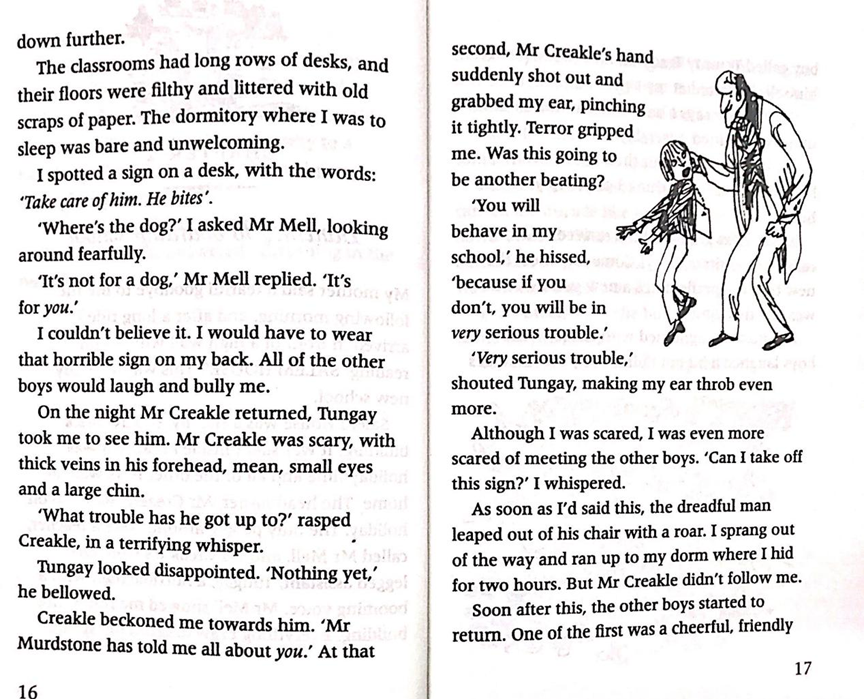 down further.
The classrooms had long rows of desks, and
their floors were filthy and littered with old
scraps of paper. The dormitory where I was to
sleep was bare and unwelcoming.
I spotted a sign on a desk, with the words:
‘Take care of him. He bites’.
‘Where’s the dog?’ I asked Mr Mell, looking
around fearfully.
‘It’s not for a dog,’ Mr Mell replied. ‘It’s
for you.’
I couldn’t believe it. I would have to wear
that horrible sign on my back. All of the other
boys would laugh and bully me.
On the night Mr Creakle returned, Tungay
took me to see him. Mr Creakle was scary, with
thick veins in his forehead, mean, small eyes
and a large chin.
‘What trouble has he got up to?’ rasped
Creakle, in a terrifying whisper.
Tungay looked disappointed. ‘Nothing yet,’
he bellowed.
Creakle beckoned me towards him. ‘Mr
Murdstone has told me all about you.’ At that
16
second, Mr Creakle’s hand
suddenly shot out and
grabbed my ear, pinching
it tightly. Terror gripped
me. Was this going to
be another beating?
‘You will
behave in my
school,’ he hissed,
‘because if you
don’t, you will be in
very serious trouble.’
‘Very serious trouble,’
shouted Tungay, making my ear throb even
more.
Although I was scared, I was even more
scared of meeting the other boys. ‘Can I take off
this sign?’ I whispered.
As soon as I’d said this, the dreadful man
leaped out of his chair with a roar. I sprang out
of the way and ran up to my dorm where I hid
for two hours. But Mr Creakle didn’t follow me.
Soon after this, the other boys started to
return. One of the first was a cheerful, friendly
17